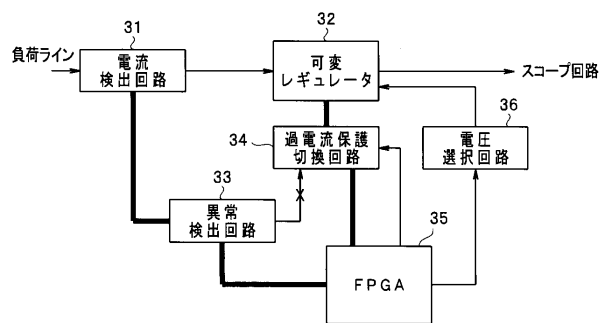 31
32
負荷ライン
電流
検出回路
可変
レギュレータ
スコープ回路
36
34
過電流保護
切換回路
電圧
選択回路
33
異常
検出回路
35
FPGA